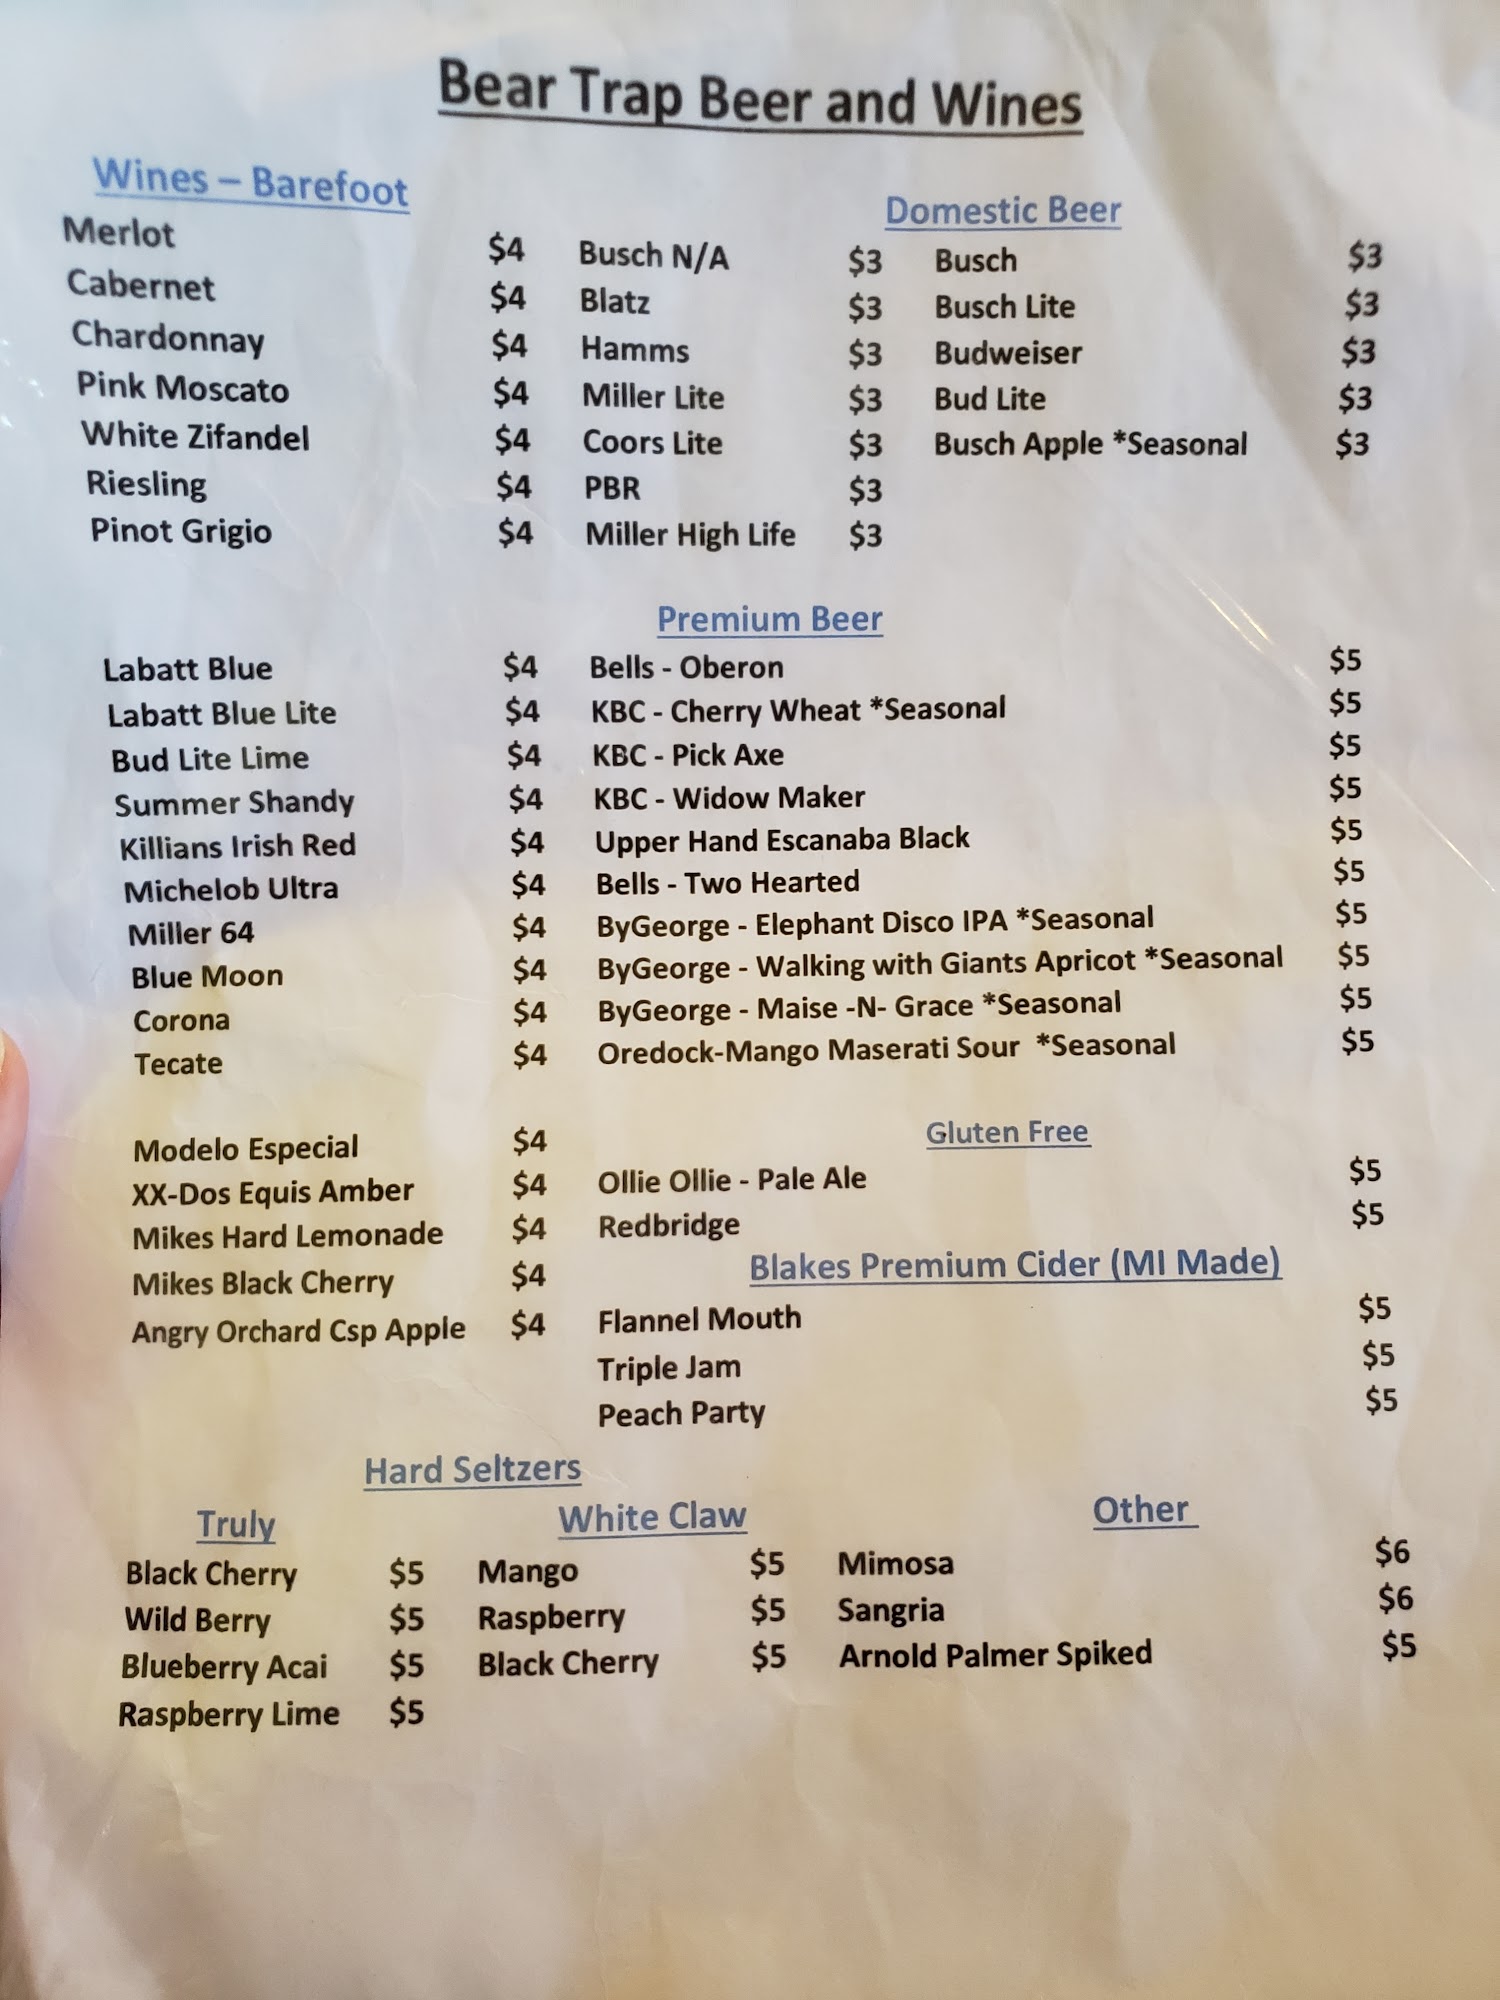 Bear Trap Beer and Wines
Wines – Barefoot
Merlot $4
Cabernet $4
Chardonnay $4
Pink Moscato $4
White Zifandel $4
Riesling $4
Pinot Grigio $4
Domestic Beer
Busch N/A $3 Busch $3
Blatz $3 Busch Lite $3
Hamms $3 Budweiser $3
Miller Lite $3 Bud Lite $3
Coors Lite $3 Busch Apple *Seasonal $3
PBR $3
Miller High Life $3
Premium Beer
Labatt Blue $4 Bells - Oberon $5
Labatt Blue Lite $4 KBC - Cherry Wheat *Seasonal $5
Bud Lite Lime $4 KBC - Pick Axe $5
Summer Shandy $4 KBC - Widow Maker $5
Killians Irish Red $4 Upper Hand Escanaba Black $5
Michelob Ultra $4 Bells - Two Hearted $5
Miller 64 $4 ByGeorge - Elephant Disco IPA *Seasonal $5
Blue Moon $4 ByGeorge - Walking with Giants Apricot *Seasonal $5
Corona $4 ByGeorge - Maise -N- Grace *Seasonal $5
Tecate $4 Oredock-Mango Maserati Sour *Seasonal $5
Modelo Especial $4
XX-Dos Equis Amber $4
Mikes Hard Lemonade $4
Mikes Black Cherry $4
Angry Orchard Csp Apple $4
Gluten Free
Ollie Ollie - Pale Ale $5
Redbridge $5
Blakes Premium Cider (MI Made)
Flannel Mouth $5
Triple Jam $5
Peach Party $5
Hard Seltzers
Truly
Black Cherry $5
Wild Berry $5
Blueberry Acai $5
Raspberry Lime $5
White Claw
Mango $5
Raspberry $5
Black Cherry $5
Other
Mimosa $6
Sangria $6
Arnold Palmer Spiked $5